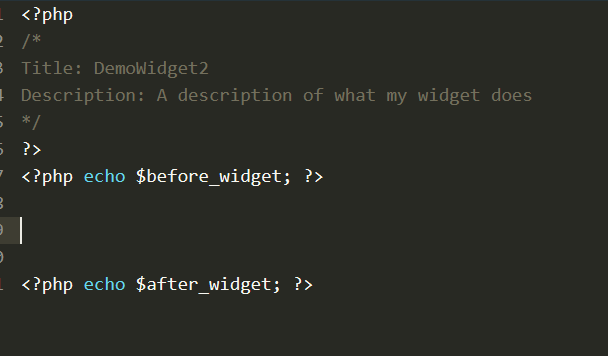 1 <?php
2 /*
3 Title: DemoWidget2
4 Description: A description of what my widget does
5 */
6 ?>
7 <?php echo $before_widget; ?>
8
9
0
1 <?php echo $after_widget; ?>